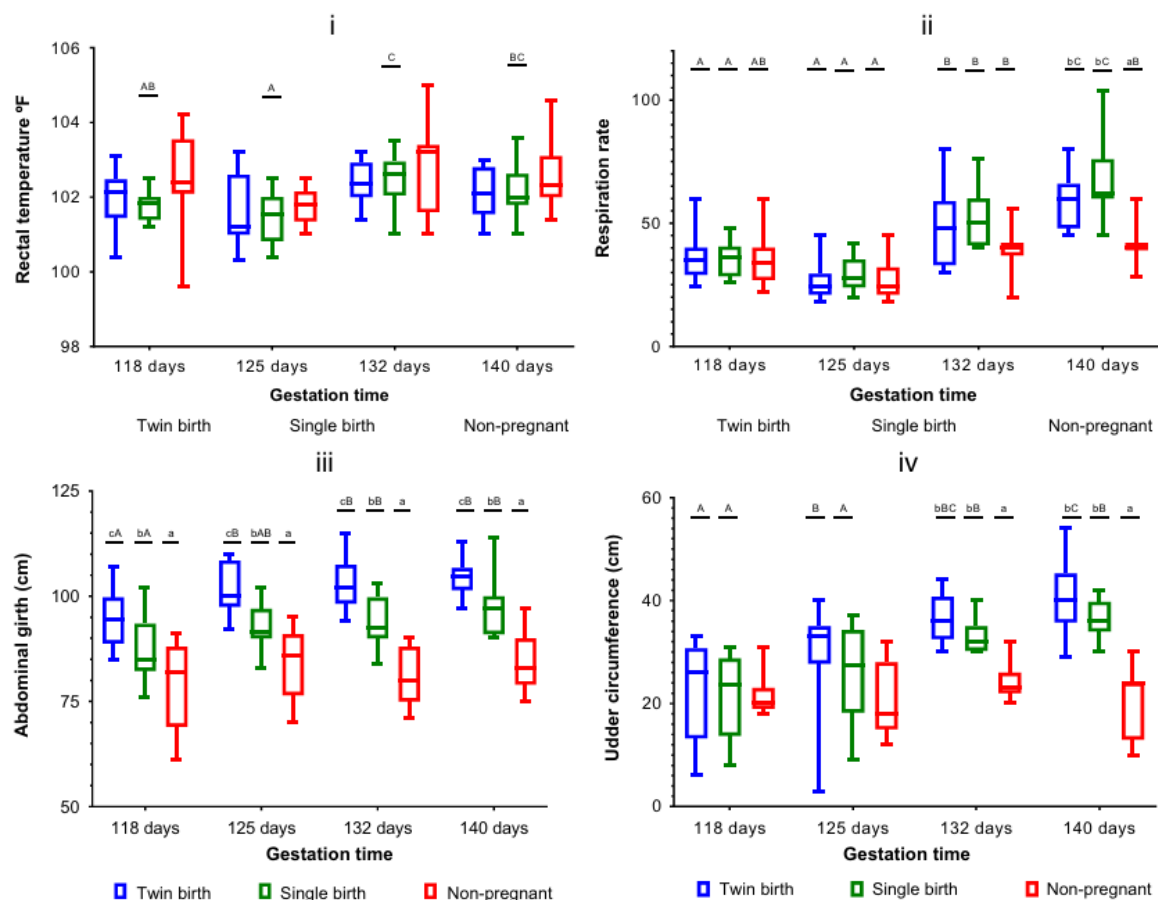 i
106
104
102
100
98
Rectal temperature ºF
AB
A
C
BC
118 days
125 days
132 days
140 days
Gestation time
Twin birth
Single birth
Non-pregnant
ii
100
50
0
Respiration rate
A
A
AB
A
A
A
B
B
B
bC
bC
aB
118 days
125 days
132 days
140 days
Gestation time
Twin birth
Single birth
Non-pregnant
iii
125
100
75
50
Abdominal girth (cm)
cA
bA
a
cB
bAB
a
cB
bB
a
cB
bB
a
118 days
125 days
132 days
140 days
Gestation time
Twin birth
Single birth
Non-pregnant
iv
60
40
20
0
Udder circumference (cm)
A
A
B
A
bBC
bB
a
bC
bB
a
118 days
125 days
132 days
140 days
Gestation time
Twin birth
Single birth
Non-pregnant